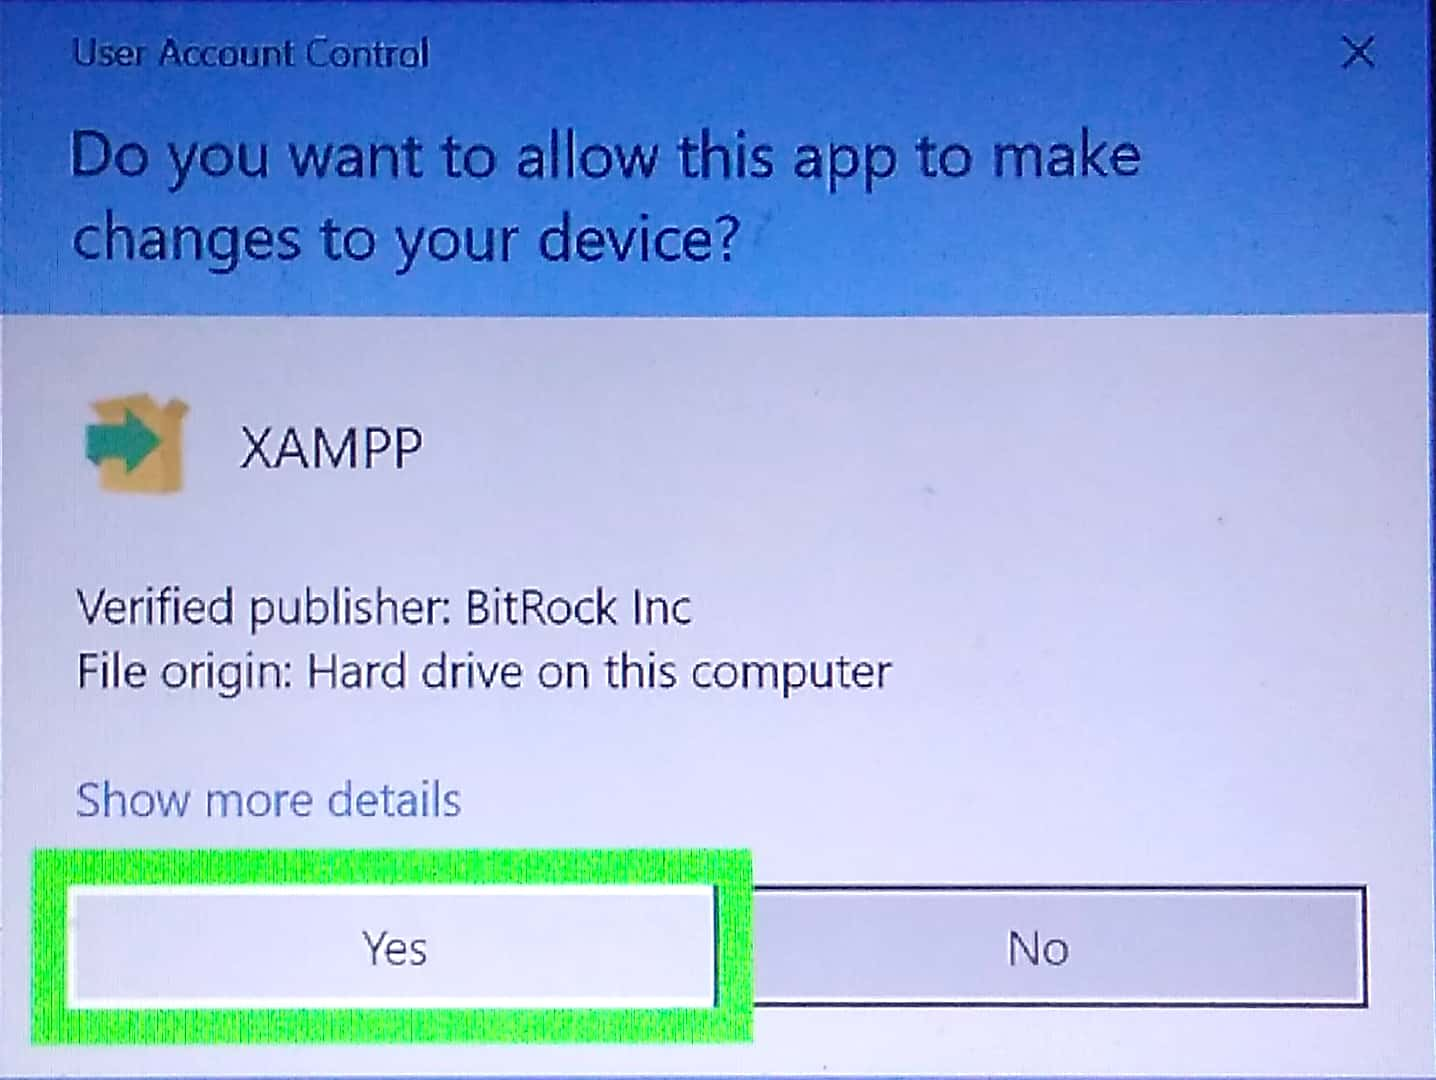 User Account Control
Do you want to allow this app to make
changes to your device?
XAMPP
Verified publisher: BitRock Inc
File origin: Hard drive on this computer
Show more details
Yes
No